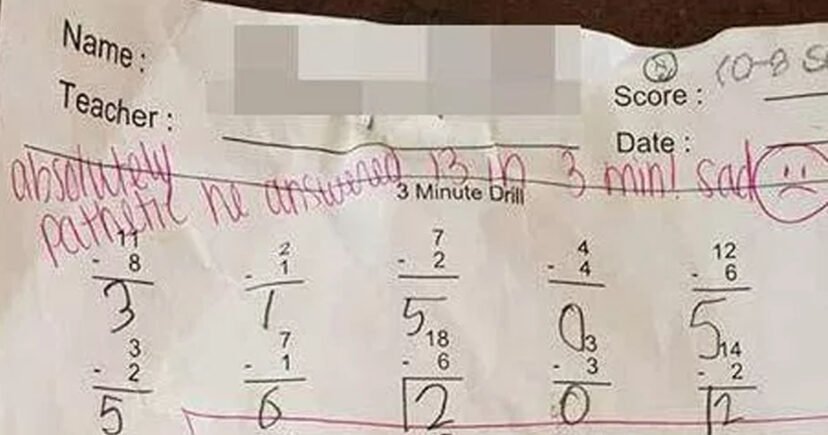 Name :
Teacher :
8 10-8
Score :
Date :
absolutely
pathetic he answered 13 in 3 min! sad
3 Minute Drill
11 2 7 4 12
- 8 - 1 - 2 - 4 - 6
3 1 5 0 5
3 7 18 3 14
- 2 - 1 - 6 - 3 - 2
5 6 12 0 12